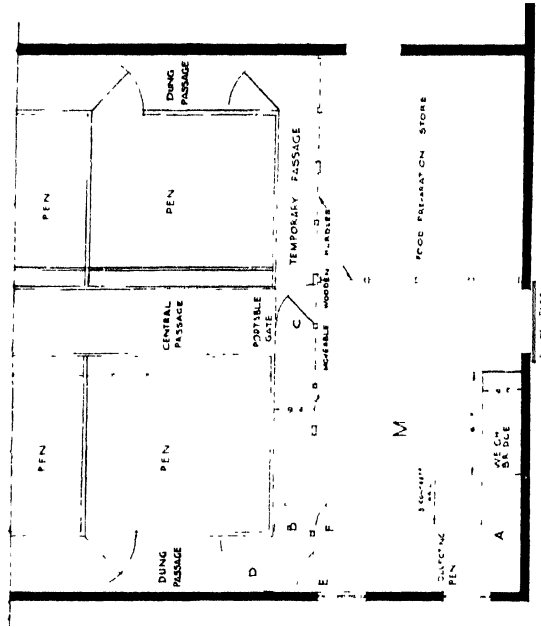 PEN
PEN
DUNG
PASSAGE
TEMPORARY PASSAGE
MOVEABLE WOODEN HURDLES
FOOD PREPARATION STORE
CENTRAL
PASSAGE
PORTABLE
GATE
C
PEN
PEN
M
WEIGH
BRIDGE
DUNG
PASSAGE
D
B
E
F
PEN
A